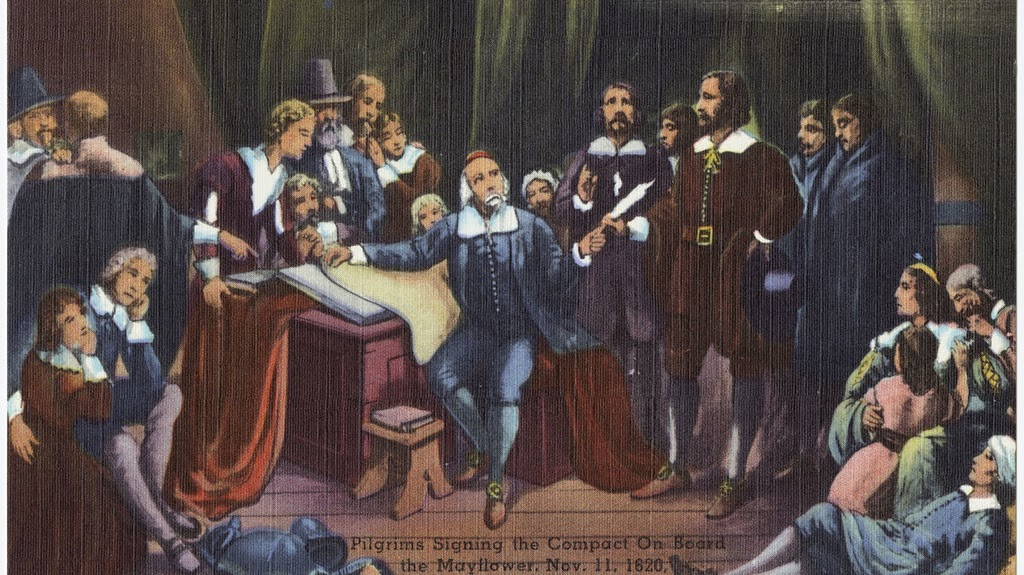 Pilgrims Signing the Compact On Board
the Mayflower, Nov. 11, 1620.